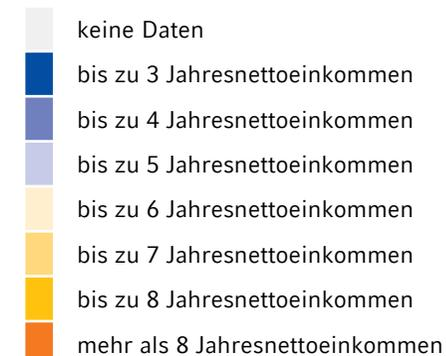 keine Daten
bis zu 3 Jahresnettoeinkommen
bis zu 4 Jahresnettoeinkommen
bis zu 5 Jahresnettoeinkommen
bis zu 6 Jahresnettoeinkommen
bis zu 7 Jahresnettoeinkommen
bis zu 8 Jahresnettoeinkommen
mehr als 8 Jahresnettoeinkommen